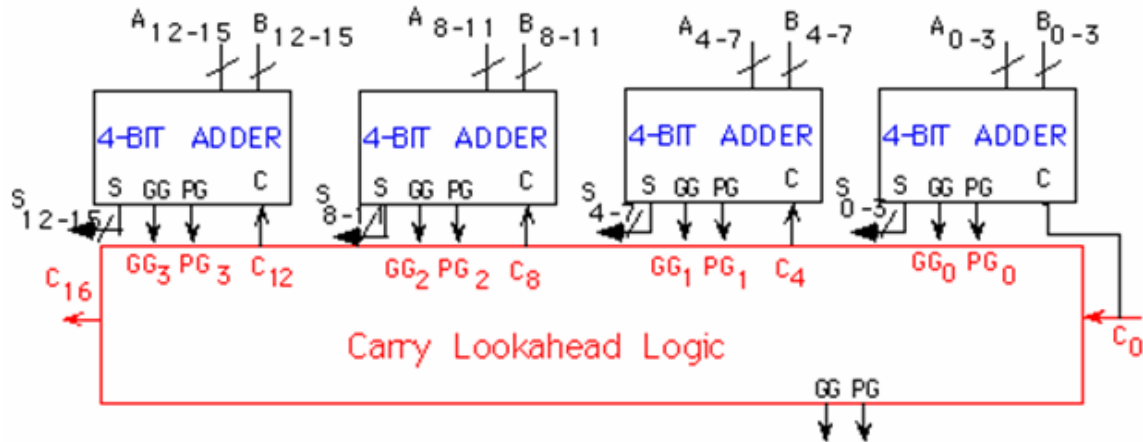 A12-15 B12-15 A8-11 B8-11 A4-7 B4-7 A0-3 B0-3
4-BIT ADDER 4-BIT ADDER 4-BIT ADDER 4-BIT ADDER
S GG PG C S GG PG C S GG PG C S GG PG C
S12-15 S8-11 S4-7 S0-3
GG3 PG3 C12 GG2 PG2 C8 GG1 PG1 C4 GG0 PG0
C16 C0
Carry Lookahead Logic
GG PG